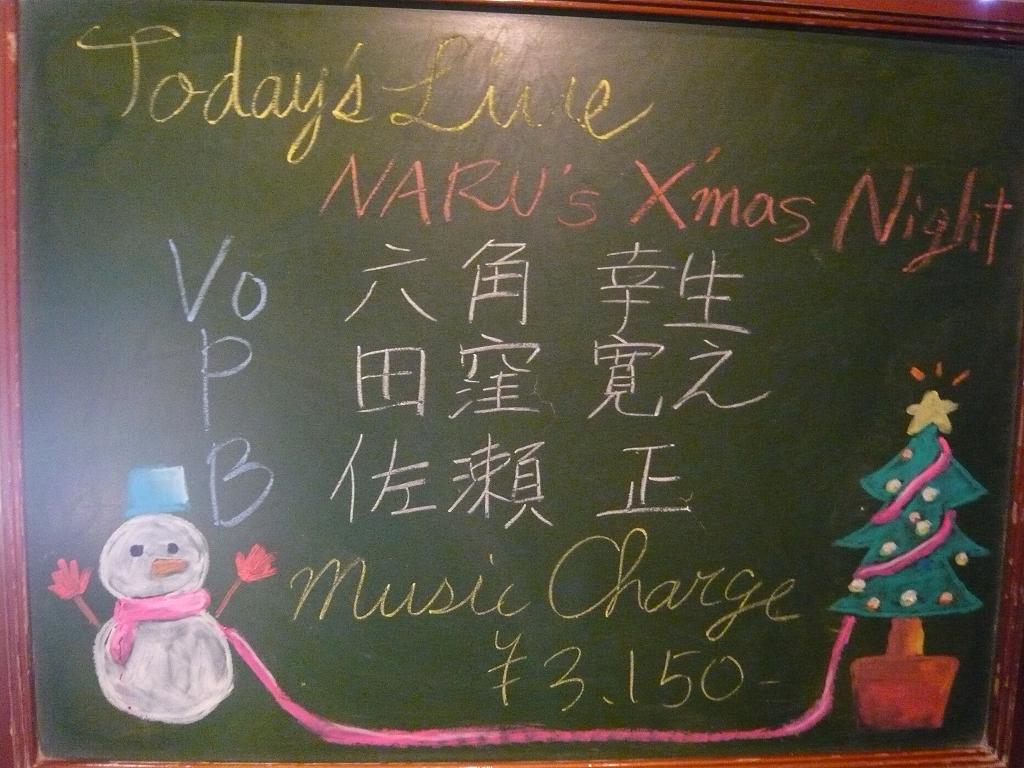 Today's Live
NARU's X'mas Night
Vo 六角 幸生
P 田窪 寛之
B 佐瀬 正
Music Charge
¥3.150-